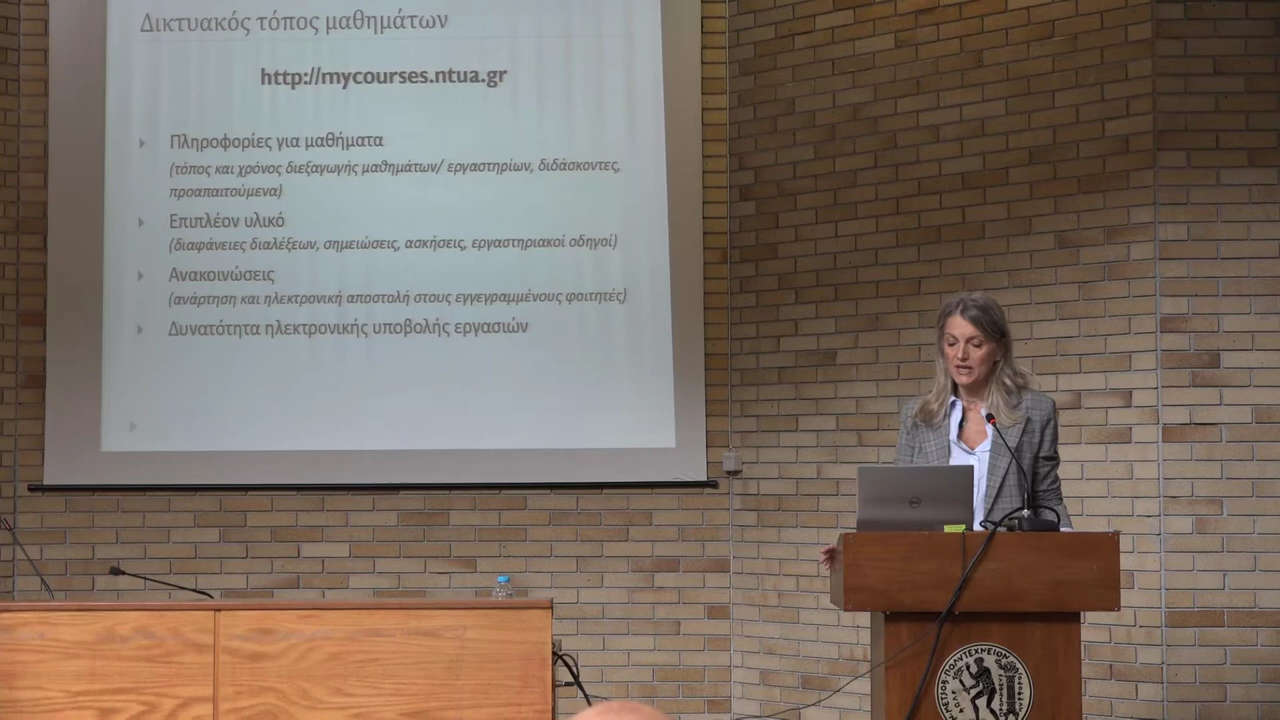 Δικτυακός τόπος μαθημάτων
http://mycourses.ntua.gr
Πληροφορίες για μαθήματα
(τόπος και χρόνος διεξαγωγής μαθημάτων/ εργαστηρίων, διδάσκοντες,
προαπαιτούμενα)
Επιπλέον υλικό
(διαφάνειες διαλέξεων, σημειώσεις, ασκήσεις, εργαστηριακοί οδηγοί)
Ανακοινώσεις
(ανάρτηση και ηλεκτρονική αποστολή στους εγγεγραμμένους φοιτητές)
Δυνατότητα ηλεκτρονικής υποβολής εργασιών
DELL